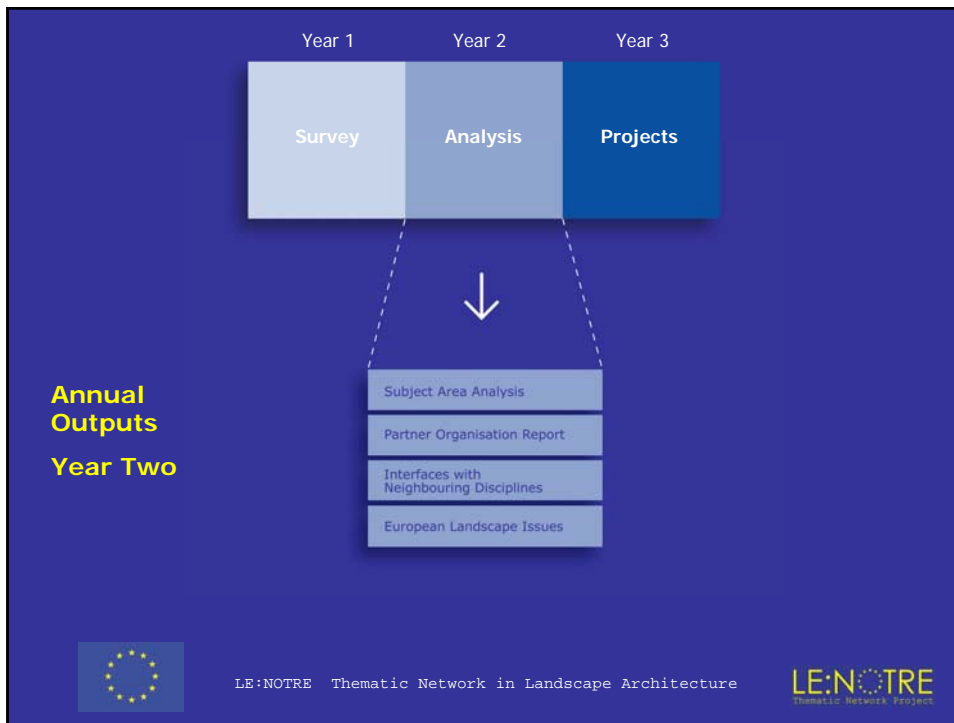 Year 1 Year 2 Year 3
Survey Analysis Projects
Annual
Outputs
Year Two
Subject Area Analysis
Partner Organisation Report
Interfaces with
Neighbouring Disciplines
European Landscape Issues
LE:NOTRE Thematic Network in Landscape Architecture
LE:NOTRE
Thematic Network Project